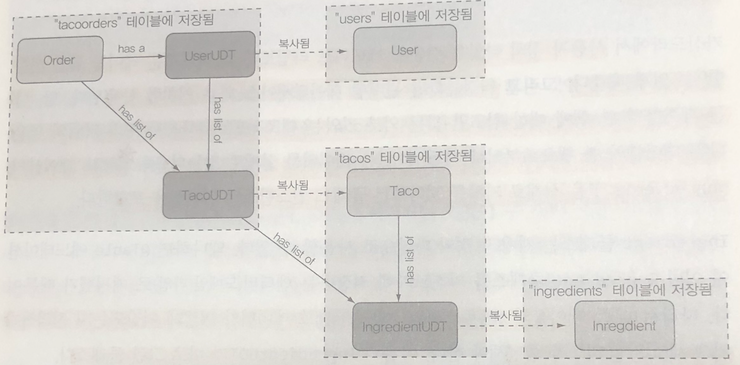 "tacoorders" 테이블에 저장됨
"users" 테이블에 저장됨
Order
has a
UserUDT
복사됨
User
has list of
has list of
"tacos" 테이블에 저장됨
TacoUDT
복사됨
Taco
has list of
has list of
"ingredients" 테이블에 저장됨
IngredientUDT
복사됨
Inregdient